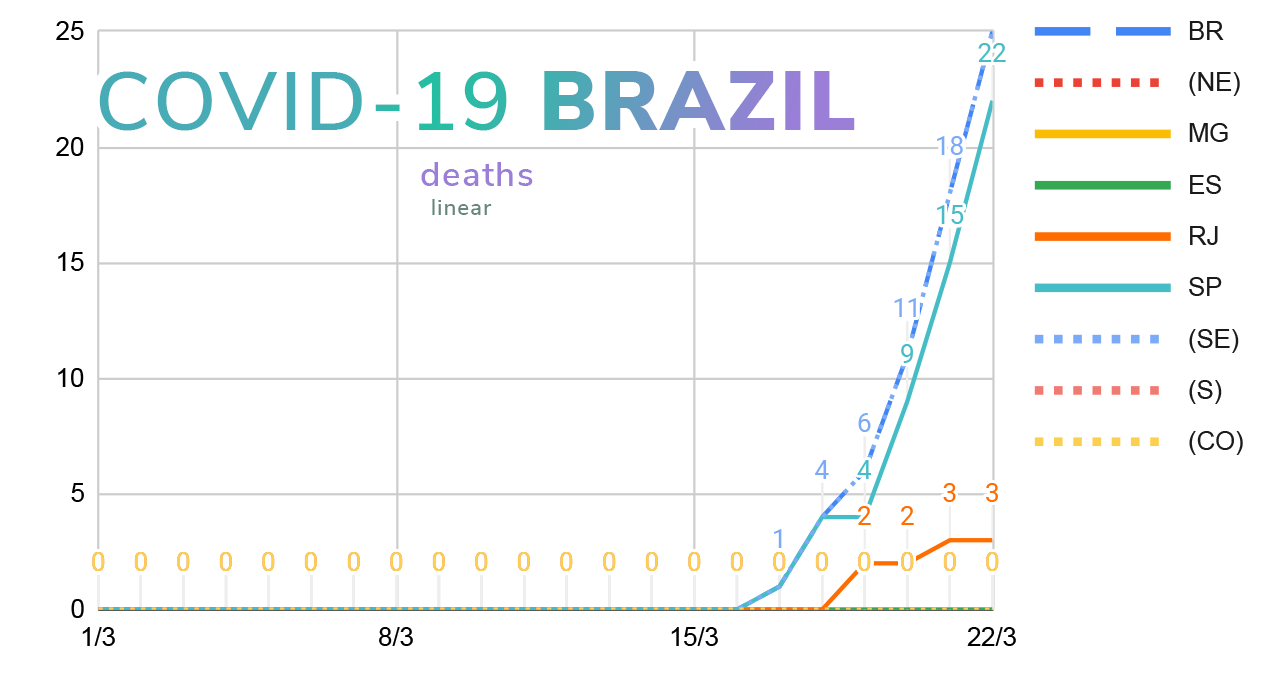 25
COVID-19 BRAZIL
20
deaths
linear
15
10
5
0
22
18
15
11
9
6
4 4
3 3
2 2
1
0 0 0 0 0 0 0 0 0 0 0 0 0 0 0 0 0 0 0 0 0 0
1/3 8/3 15/3 22/3
BR
(NE)
MG
ES
RJ
SP
(SE)
(S)
(CO)